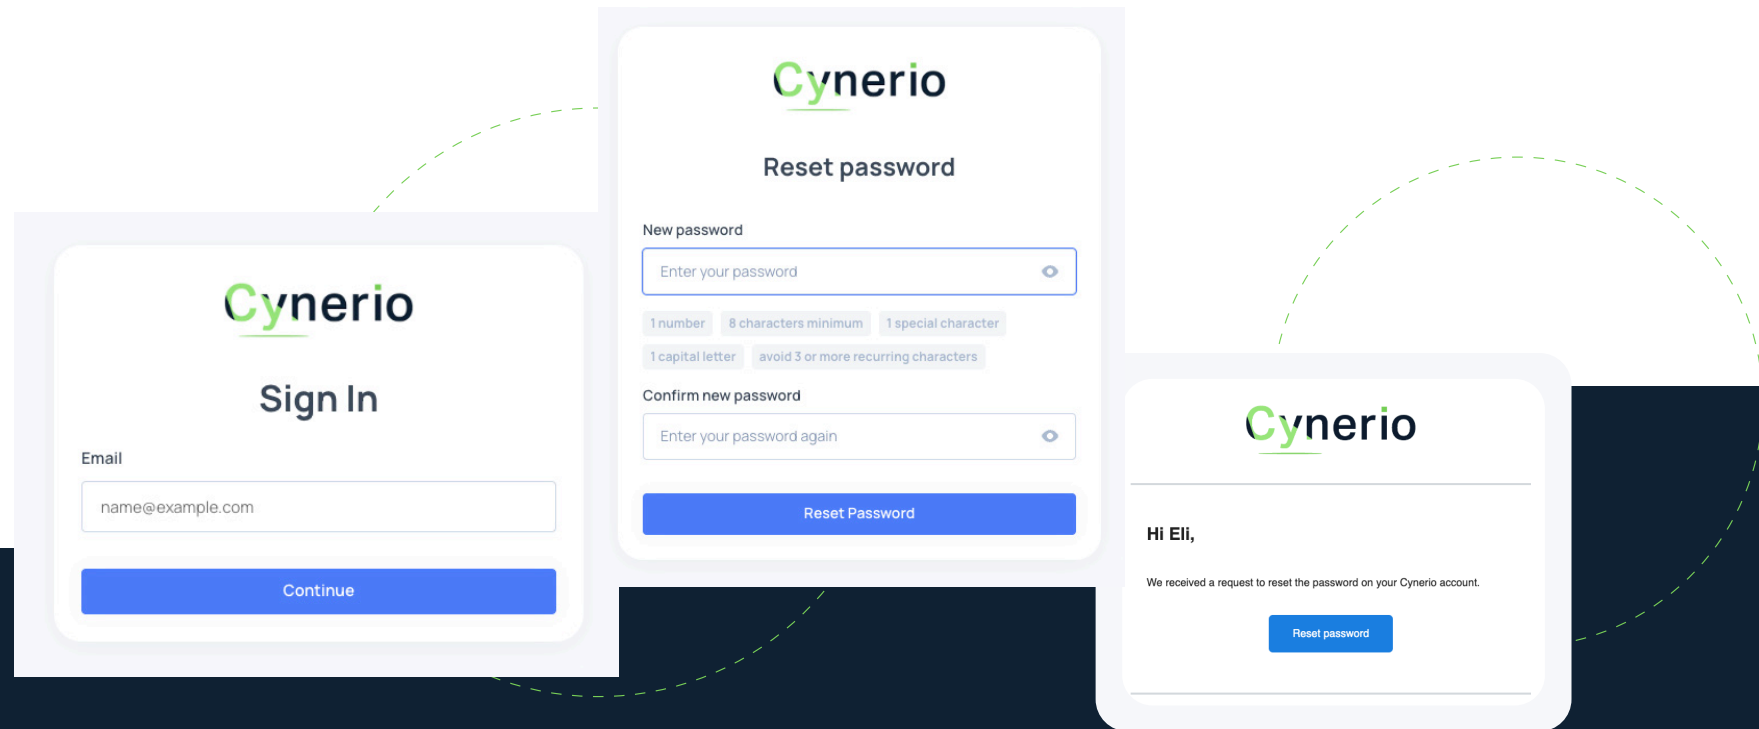 Cynerio
Sign In
Email
name@example.com
Continue
Cynerio
Reset password
New password
Enter your password
1 number 8 characters minimum 1 special character
1 capital letter avoid 3 or more recurring characters
Confirm new password
Enter your password again
Reset Password
Cynerio
Hi Eli,
We received a request to reset the password on your Cynerio account.
Reset password